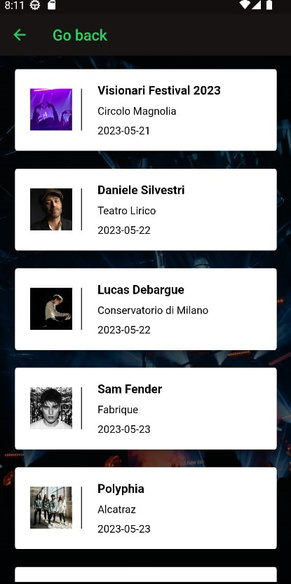 8:11
Go back
Visionari Festival 2023
Circolo Magnolia
2023-05-21
Daniele Silvestri
Teatro Lirico
2023-05-22
Lucas Debargue
Conservatorio di Milano
2023-05-22
Sam Fender
Fabrique
2023-05-23
Polyphia
Alcatraz
2023-05-23